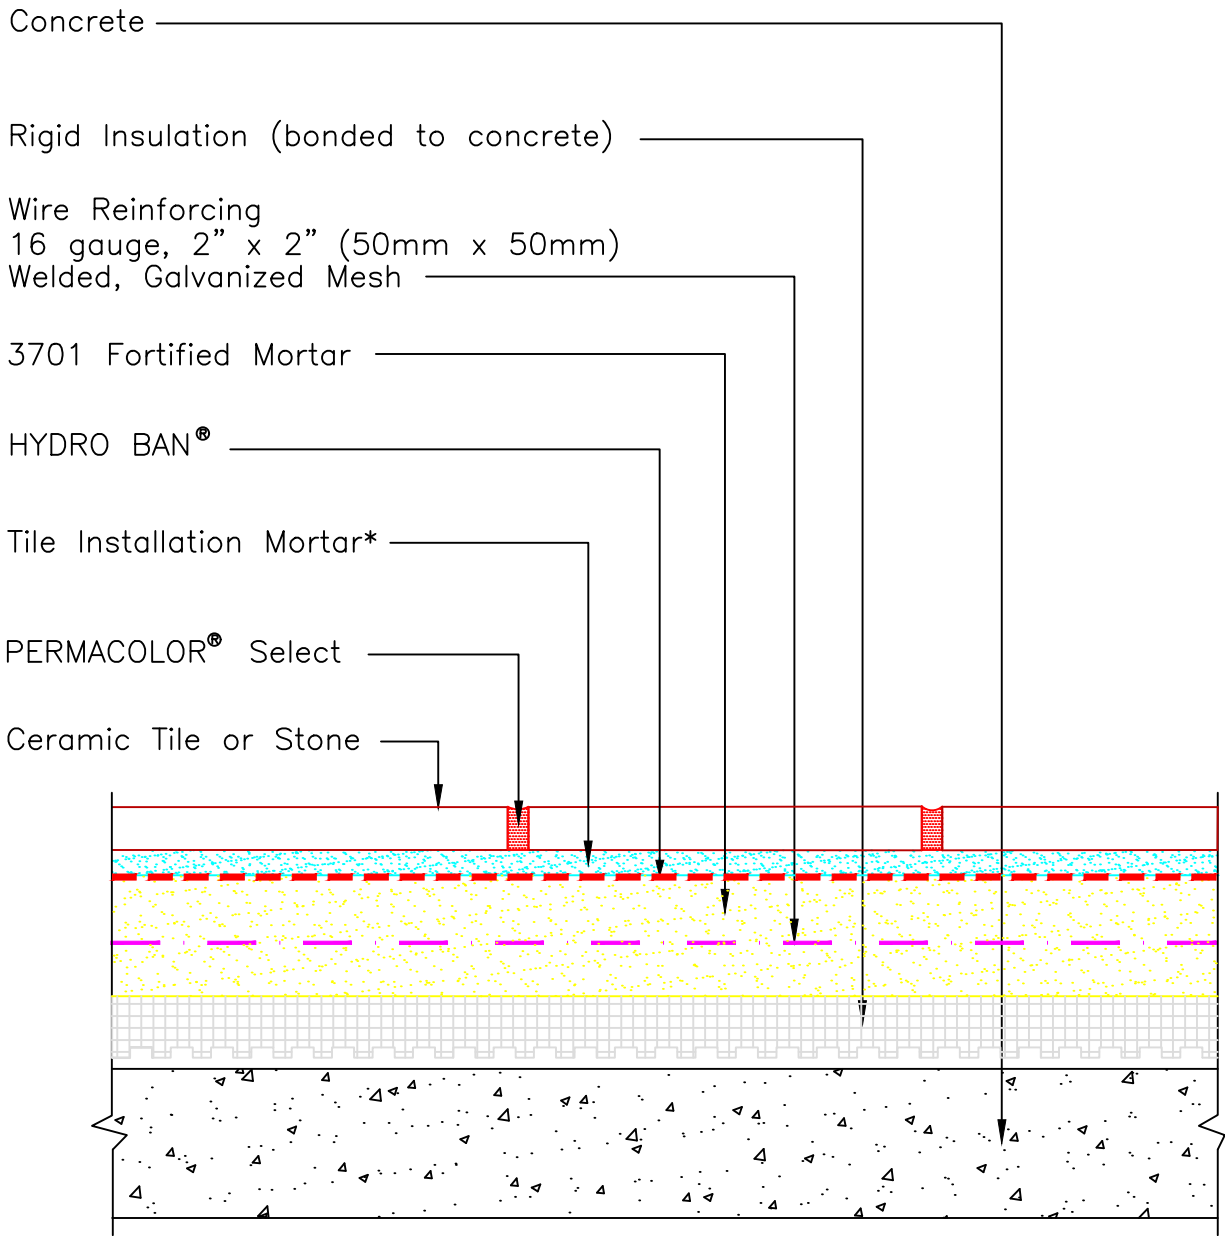 Concrete
Rigid Insulation (bonded to concrete)
Wire Reinforcing
16 gauge, 2” x 2” (50mm x 50mm)
Welded, Galvanized Mesh
3701 Fortified Mortar
HYDRO BAN®
Tile Installation Mortar*
PERMACOLOR® Select
Ceramic Tile or Stone